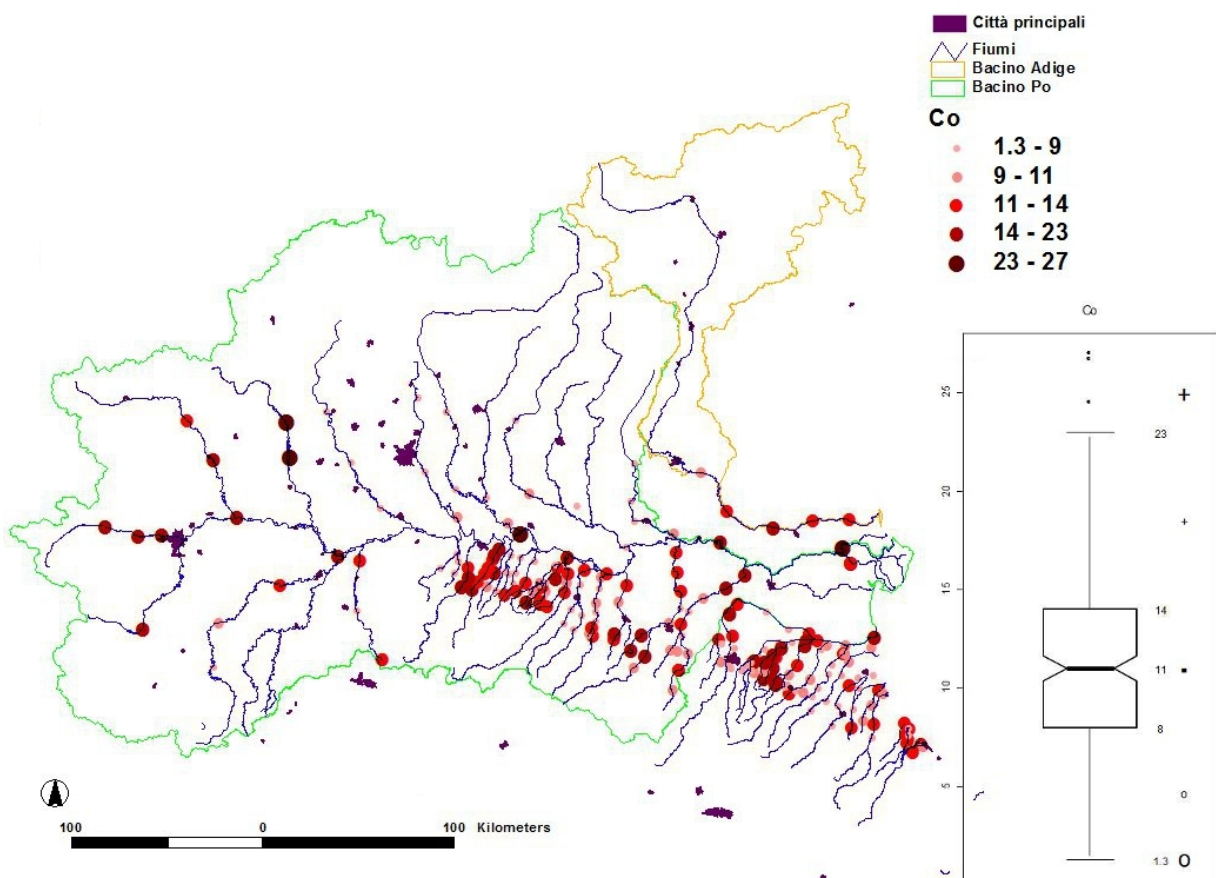 Città principali
Fiumi
Bacino Adige
Bacino Po
Co
1.3 - 9
9 - 11
11 - 14
14 - 23
23 - 27
Co
25
23
20
15
14
11
10
8
5
1.3
100 0 100 Kilometers